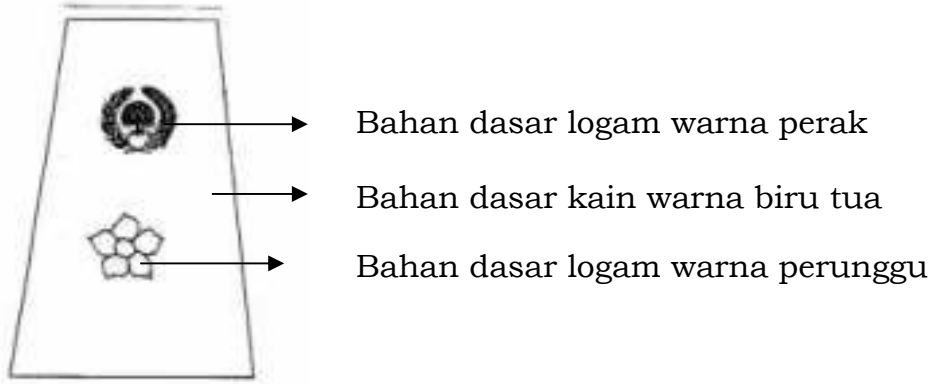 Bahan dasar logam warna perak
Bahan dasar kain warna biru tua
Bahan dasar logam warna perunggu